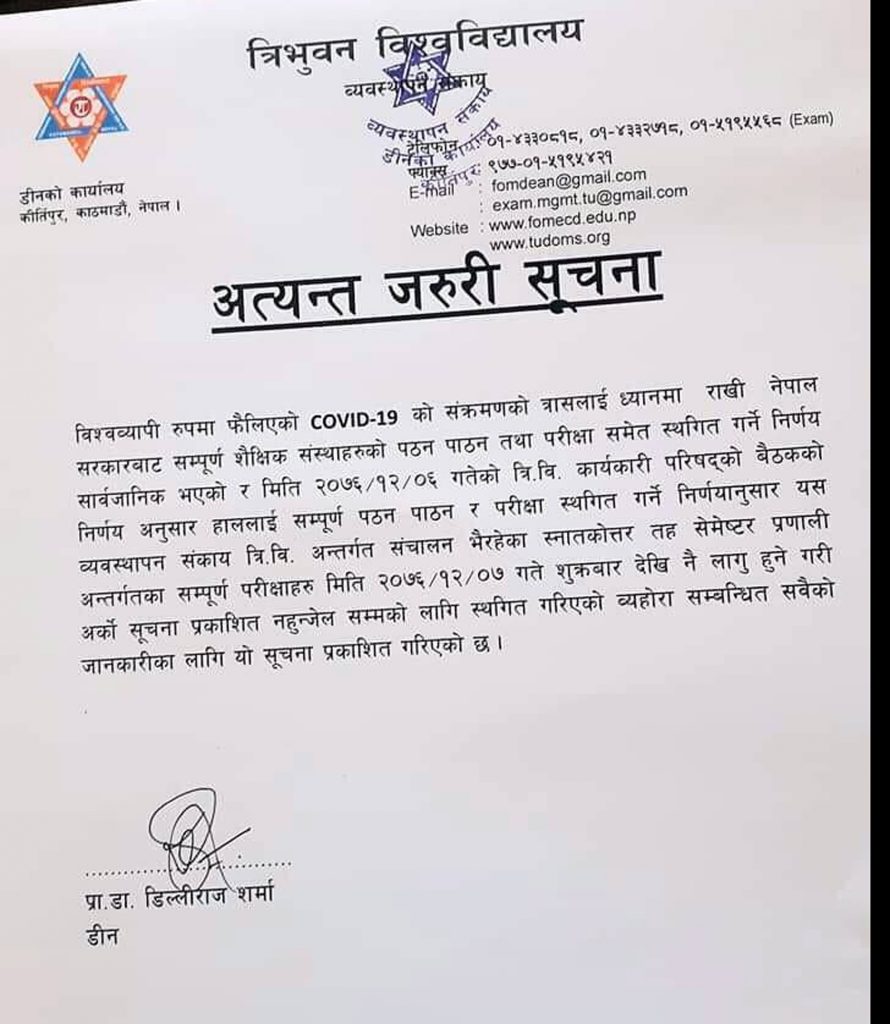 त्रिभुवन विश्वविद्यालय
व्यवस्थापन संकाय
व्यवस्थापन संकाय
डीनको कार्यालय
कीर्तिपुर
टेलिफोन : ०१-४३३०८१८, ०१-४३३२७१८, ०१-५१९५५६८ (Exam)
फ्याक्स : ९७७-०१-५१९५४२१
E-mail : fomdean@gmail.com
: exam.mgmt.tu@gmail.com
Website : www.fomecd.edu.np
www.tudoms.org
डीनको कार्यालय
कीर्तिपुर, काठमाडौं, नेपाल ।
अत्यन्त जरुरी सूचना
विश्वव्यापी रुपमा फैलिएको COVID-19 को संक्रमणको त्रासलाई ध्यानमा राखी नेपाल
सरकारबाट सम्पूर्ण शैक्षिक संस्थाहरुको पठन पाठन तथा परीक्षा समेत स्थगित गर्ने निर्णय
सार्वजानिक भएको र मिति २०७६/१२/०६ गतेको त्रि.वि. कार्यकारी परिषद्को बैठकको
निर्णय अनुसार हाललाई सम्पूर्ण पठन पाठन र परीक्षा स्थगित गर्ने निर्णयानुसार यस
व्यवस्थापन संकाय त्रि.वि. अन्तर्गत संचालन भैरहेका स्नातकोत्तर तह सेमेष्टर प्रणाली
अन्तर्गतका सम्पूर्ण परीक्षाहरु मिति २०७६/१२/०७ गते शुक्रबार देखि नै लागु हुने गरी
अर्को सूचना प्रकाशित नहुन्जेल सम्मको लागि स्थगित गरिएको व्यहोरा सम्बन्धित सवैको
जानकारीका लागि यो सूचना प्रकाशित गरिएको छ ।
प्रा.डा. डिल्लीराज शर्मा
डीन